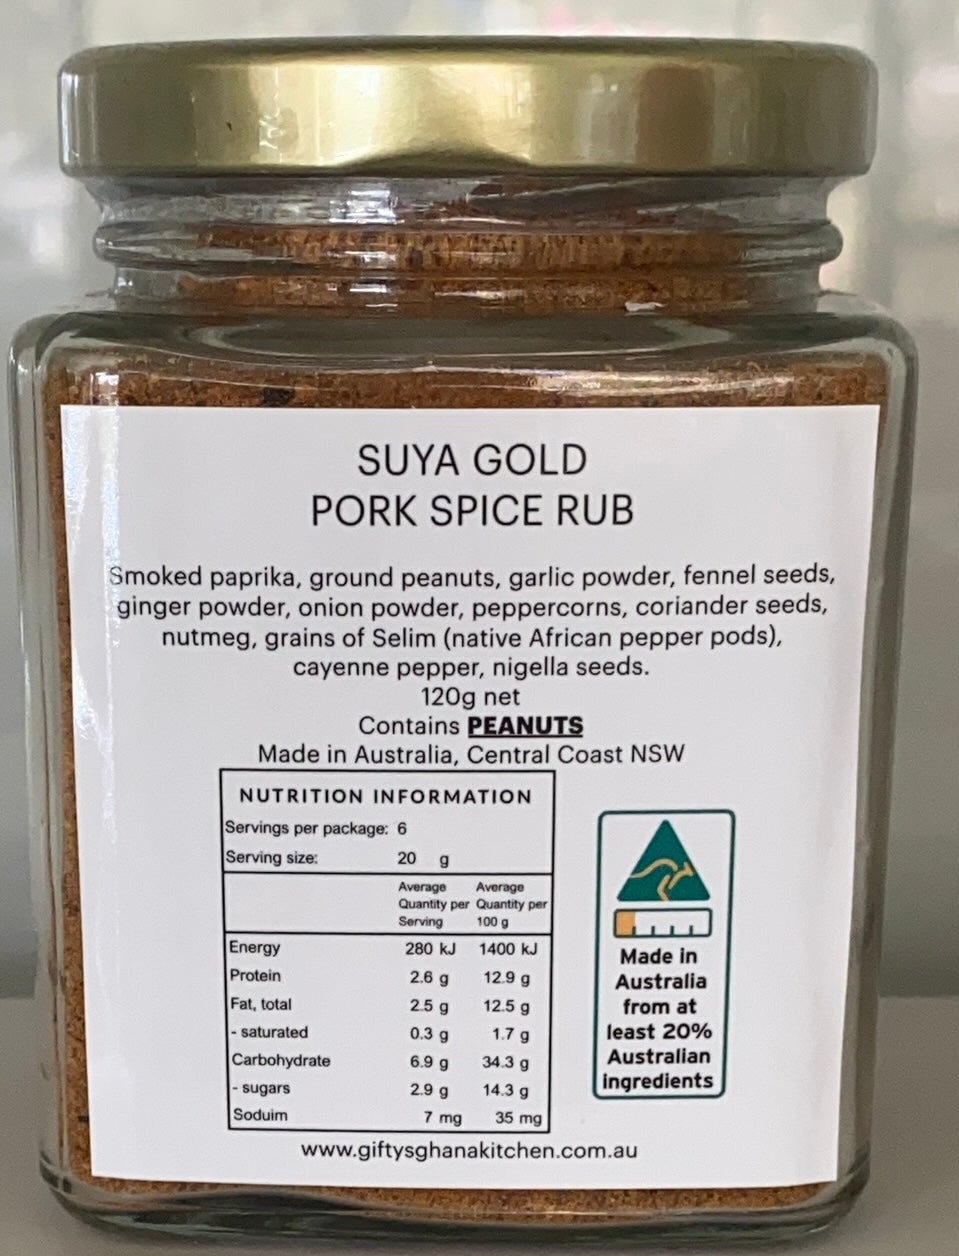 SUYA GOLD
PORK SPICE RUB
Smoked paprika, ground peanuts, garlic powder, fennel seeds,
ginger powder, onion powder, peppercorns, coriander seeds,
nutmeg, grains of Selim (native African pepper pods),
cayenne pepper, nigella seeds.
120g net
Contains PEANUTS
Made in Australia, Central Coast NSW
NUTRITION INFORMATION
Servings per package: 6
Serving size: 20 g
Average Average
Quantity per Quantity per
Serving 100 g
Energy 280 kJ 1400 kJ
Protein 2.6 g 12.9 g
Fat, total 2.5 g 12.5 g
- saturated 0.3 g 1.7 g
Carbohydrate 6.9 g 34.3 g
- sugars 2.9 g 14.3 g
Soduim 7 mg 35 mg
Made in
Australia
from at
least 20%
Australian
ingredients
www.giftysghanakitchen.com.au